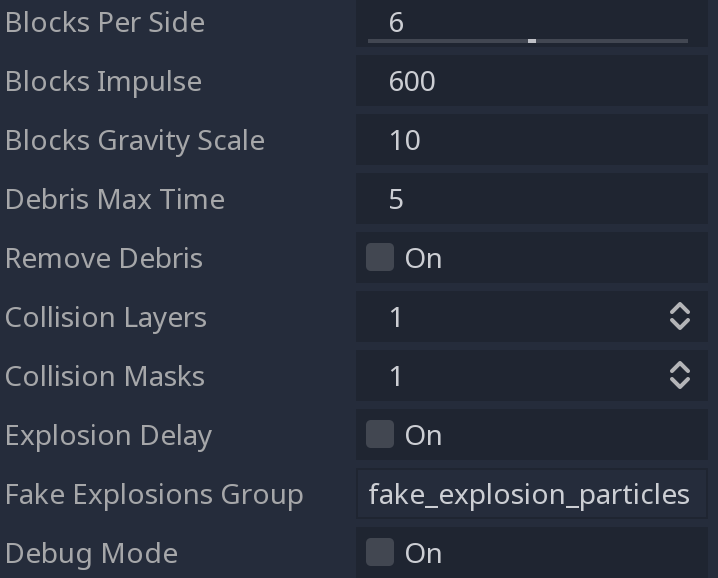 Blocks Per Side 6
Blocks Impulse 600
Blocks Gravity Scale 10
Debris Max Time 5
Remove Debris On
Collision Layers 1
Collision Masks 1
Explosion Delay On
Fake Explosions Group fake_explosion_particles
Debug Mode On